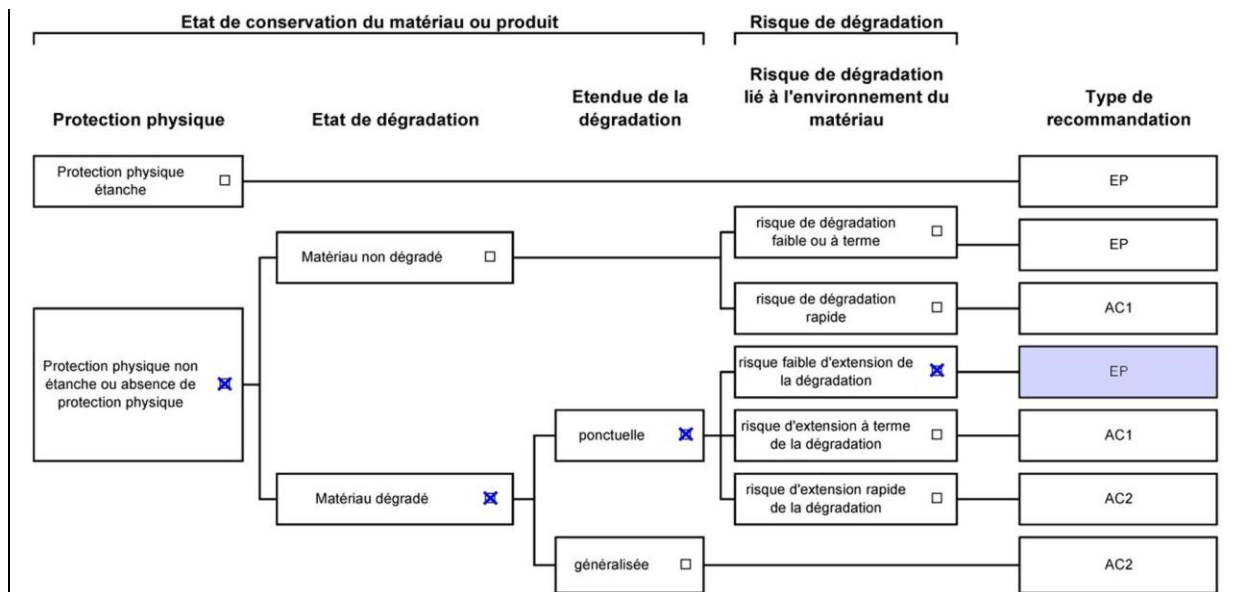 Etat de conservation du matériau ou produit
Risque de dégradation
Protection physique
Etat de dégradation
Etendue de la
dégradation
Risque de dégradation
lié à l'environnement du
matériau
Type de
recommandation
Protection physique
étanche
EP
risque de dégradation
faible ou à terme
EP
Matériau non dégradé
risque de dégradation
rapide
AC1
Protection physique non
étanche ou absence de
protection physique
risque faible d'extension de
la dégradation
EP
ponctuelle
risque d'extension à terme
de la dégradation
AC1
Matériau dégradé
risque d'extension rapide
de la dégradation
AC2
généralisée
AC2